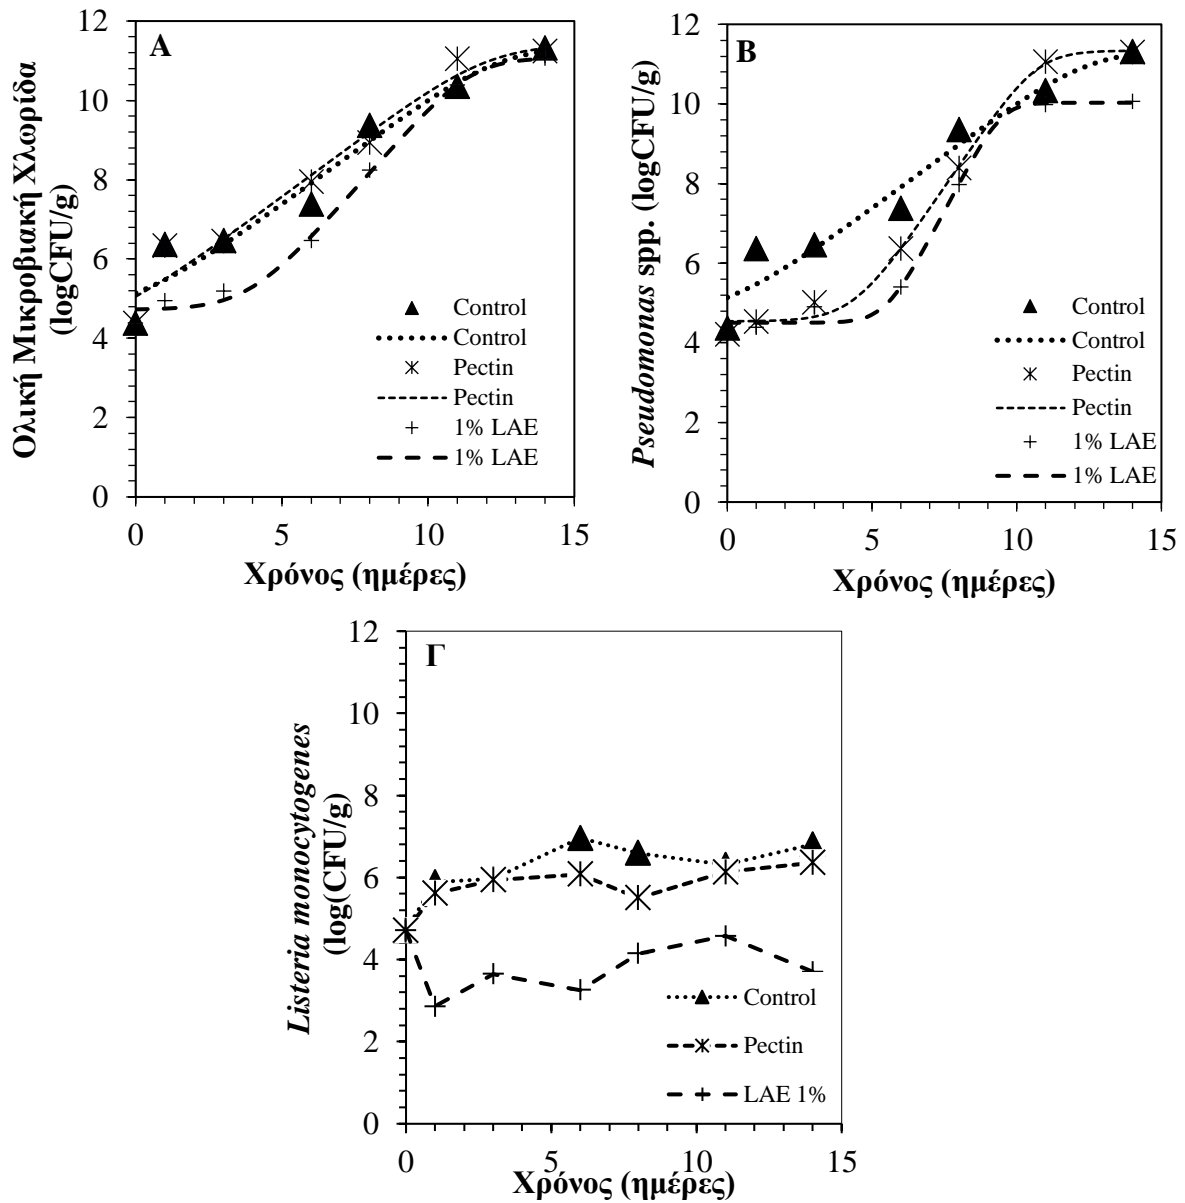 Ολική Μικροβιακή Χλωρίδα
(logCFU/g)
12
10
8
6
4
2
0
A
Control
Control
Pectin
Pectin
1% LAE
1% LAE
0 5 10 15
Χρόνος (ημέρες)
Pseudomonas spp. (logCFU/g)
12
10
8
6
4
2
0
B
Control
Control
Pectin
Pectin
1% LAE
1% LAE
0 5 10 15
Χρόνος (ημέρες)
Listeria monocytogenes
(log(CFU/g)
12
10
8
6
4
2
0
Γ
Control
Pectin
LAE 1%
0 5 10 15
Χρόνος (ημέρες)